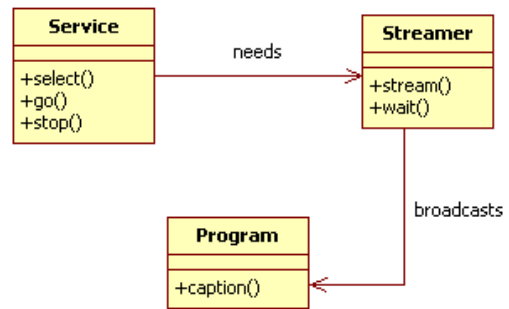 Service
+select()
+go()
+stop()
needs
Streamer
+stream()
+wait()
broadcasts
Program
+caption()